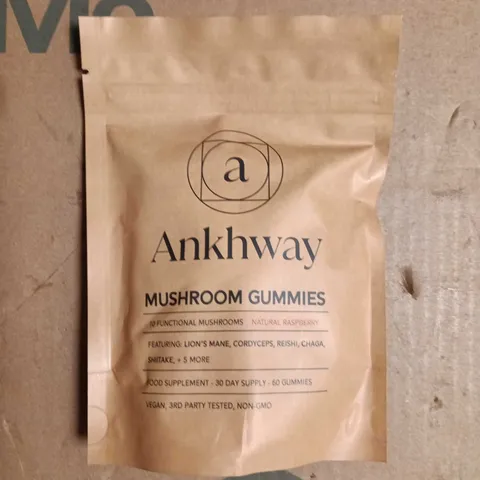 a
Ankhway
MUSHROOM GUMMIES
10 FUNCTIONAL MUSHROOMS NATURAL RASPBERRY
FEATURING: LION'S MANE, CORDYCEPS, REISHI, CHAGA,
SHIITAKE, + 5 MORE
FOOD SUPPLEMENT - 30 DAY SUPPLY - 60 GUMMIES
VEGAN, 3RD PARTY TESTED, NON-GMO